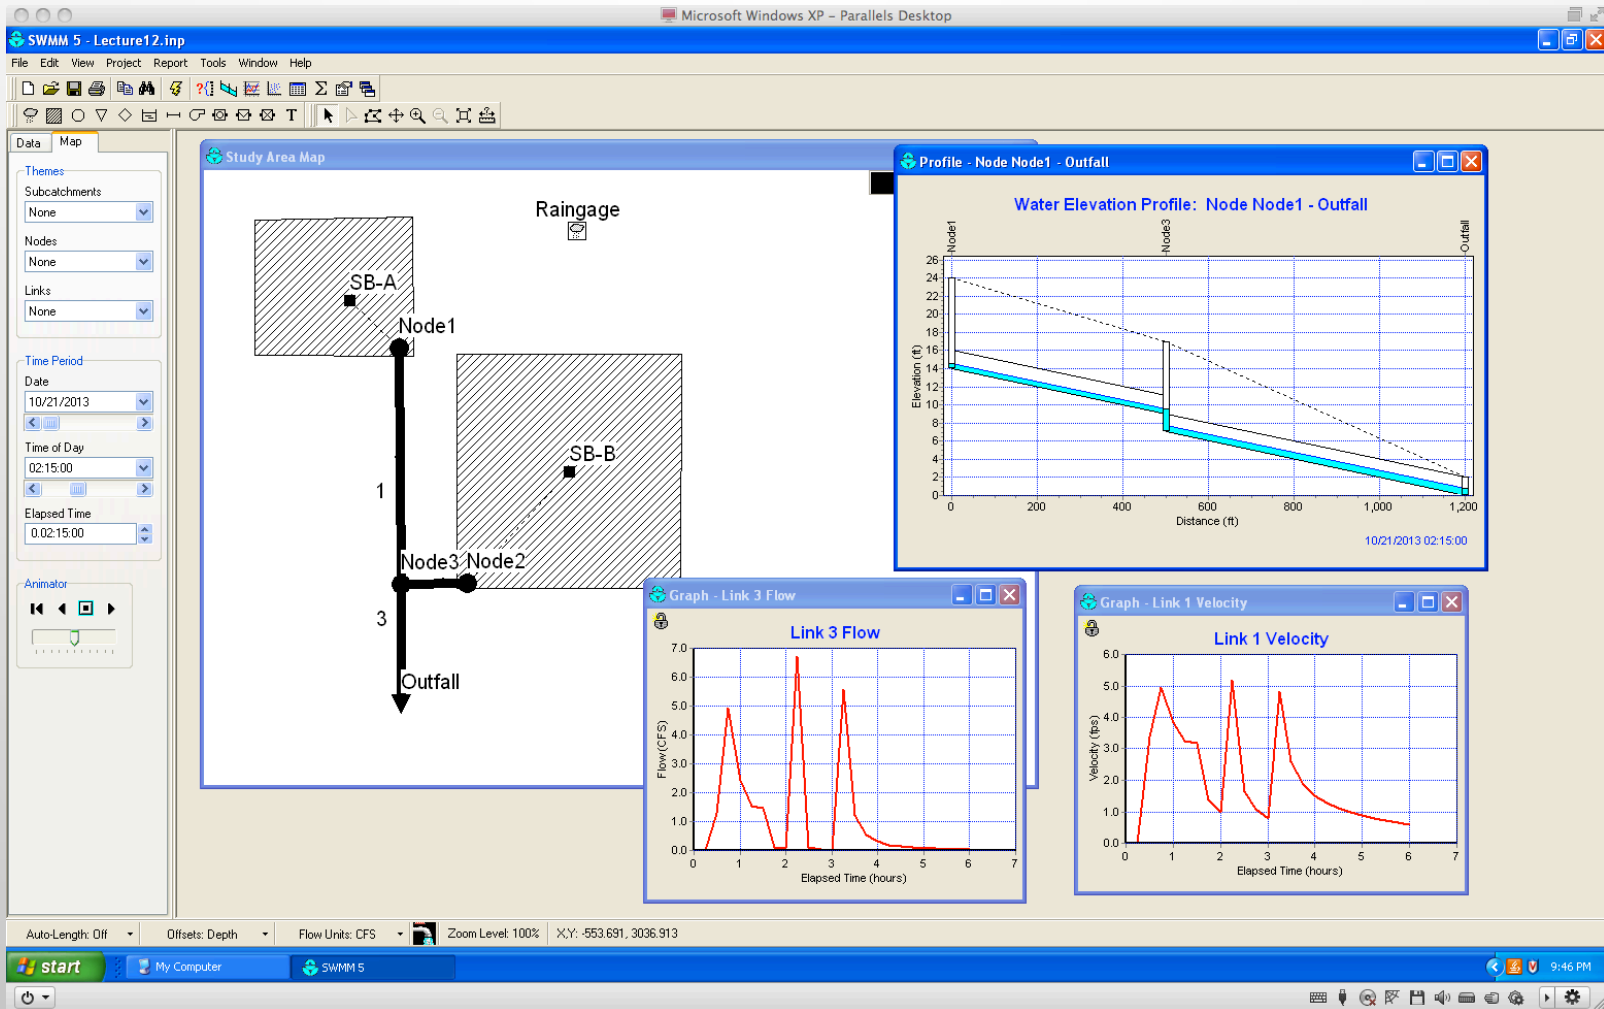 Microsoft Windows XP – Parallels Desktop
SWMM 5 - Lecture12.inp
File Edit View Project Report Tools Window Help
T
Data Map
Themes
Subcatchments
None
Nodes
None
Links
None
Time Period
Date
10/21/2013
Time of Day
02:15:00
Elapsed Time
0.02:15:00
Animator
Study Area Map
Raingage
SB-A
Node1
SB-B
1
Node3 Node2
3
Outfall
Profile - Node Node1 - Outfall
Water Elevation Profile: Node Node1 - Outfall
Node1
Node3
Outfall
26
24
22
20
18
16
14
12
10
8
6
4
2
0
Elevation (ft)
0 200 400 600 800 1,000 1,200
Distance (ft)
10/21/2013 02:15:00
Graph - Link 3 Flow
Link 3 Flow
7.0
6.0
5.0
4.0
3.0
2.0
1.0
0.0
Flow (CFS)
0 1 2 3 4 5 6 7
Elapsed Time (hours)
Graph - Link 1 Velocity
Link 1 Velocity
6.0
5.0
4.0
3.0
2.0
1.0
0.0
Velocity (fps)
0 1 2 3 4 5 6 7
Elapsed Time (hours)
Auto-Length: Off Offsets: Depth Flow Units: CFS Zoom Level: 100% X,Y: -553.691, 3036.913
start My Computer SWMM 5 9:46 PM